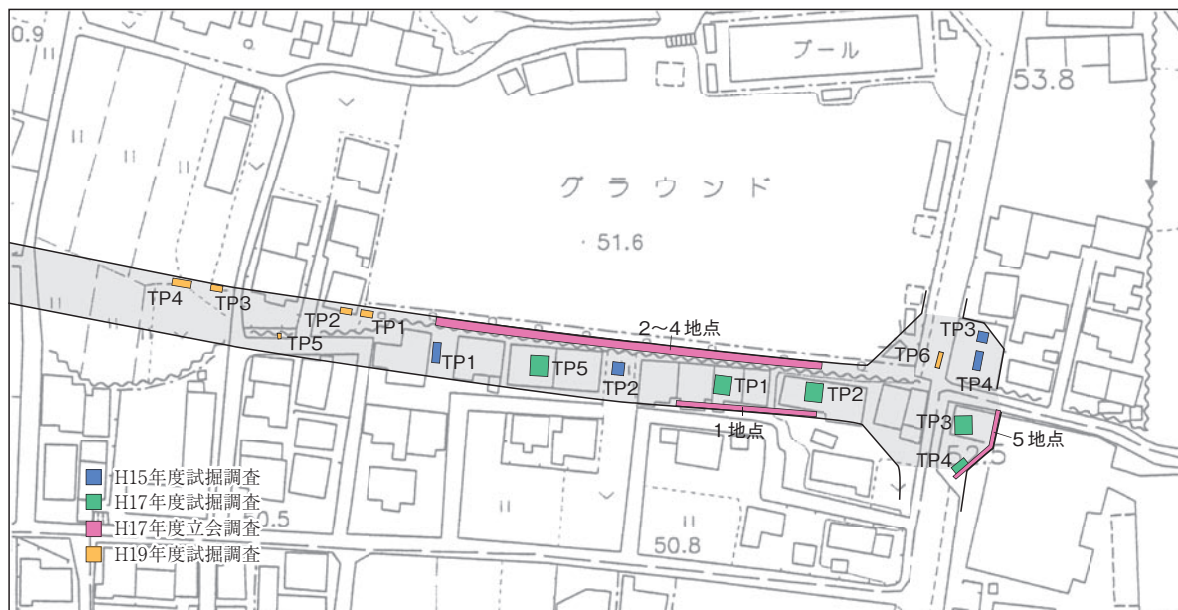 0.9
プール
53.8
グラウンド
51.6
TP4
TP3
TP2
TP1
TP5
2～4地点
TP1
TP5
TP2
TP1
TP2
1地点
TP3
TP6
TP4
TP3
5地点
TP4
H15年度試掘調査
H17年度試掘調査
H17年度立会調査
H19年度試掘調査
50.8